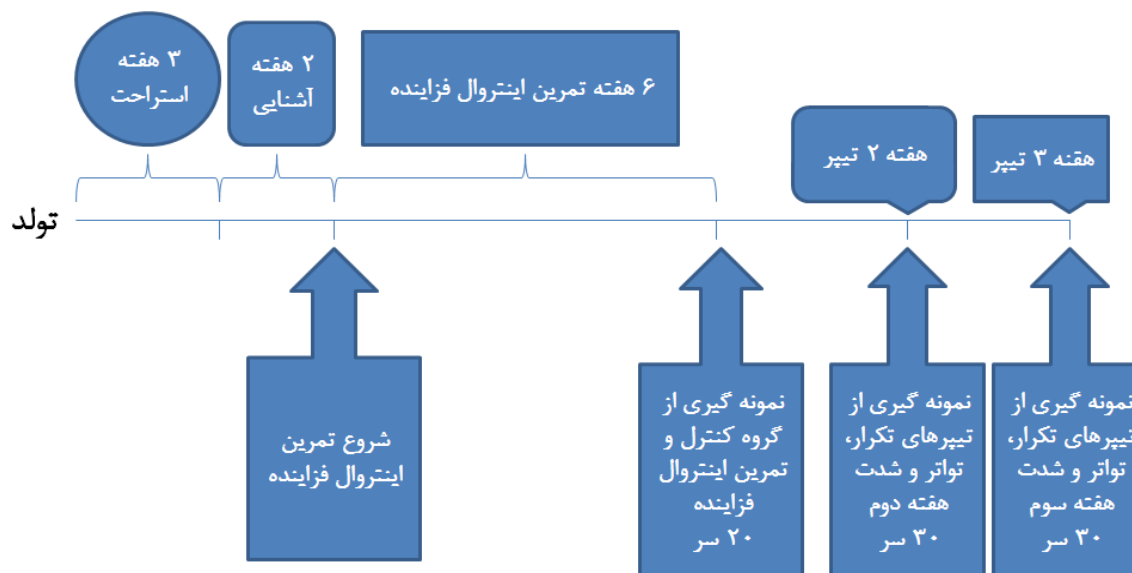 ۳ هفته
استراحت
۲ هفته
آشنایی
۶ هفته تمرین اینتروال فزاینده
هفته ۲ تیپر
هقنه ۳ تیپر
تولد
شروع تمرین
اینتروال فزاینده
نمونه گیری از
گروه کنترل و
تمرین اینتروال
فزاینده
۲۰ سر
نمونه گیری از
تیپرهای تکرار،
تواتر و شدت
هفته دوم
۳۰ سر
نمونه گیری از
تیپرهای تکرار،
تواتر و شدت
هفته سوم
۳۰ سر